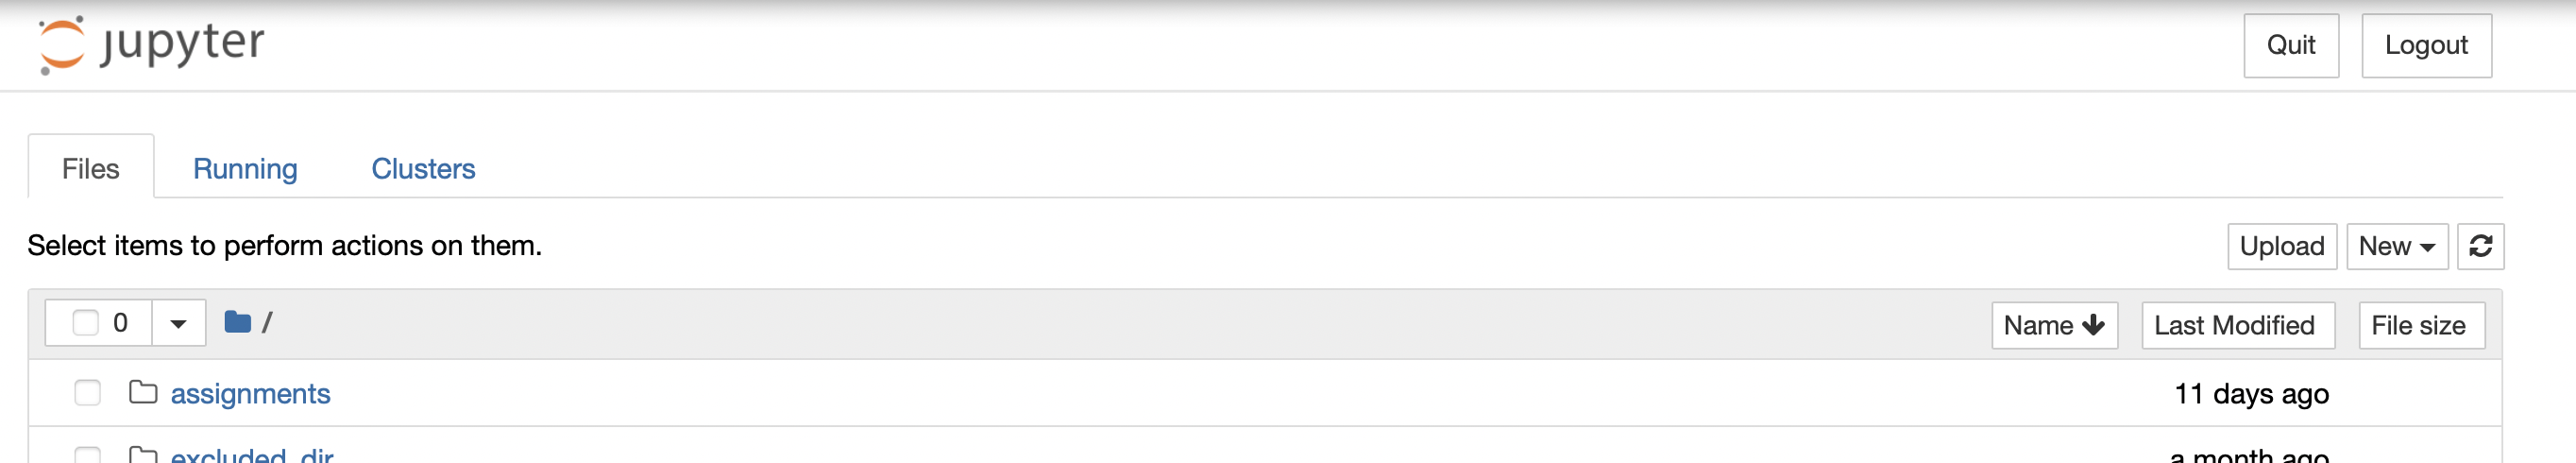 jupyter
Quit
Logout
Files
Running
Clusters
Select items to perform actions on them.
Upload
New
0
/
Name
Last Modified
File size
assignments
11 days ago
excluded_dir
a month ago